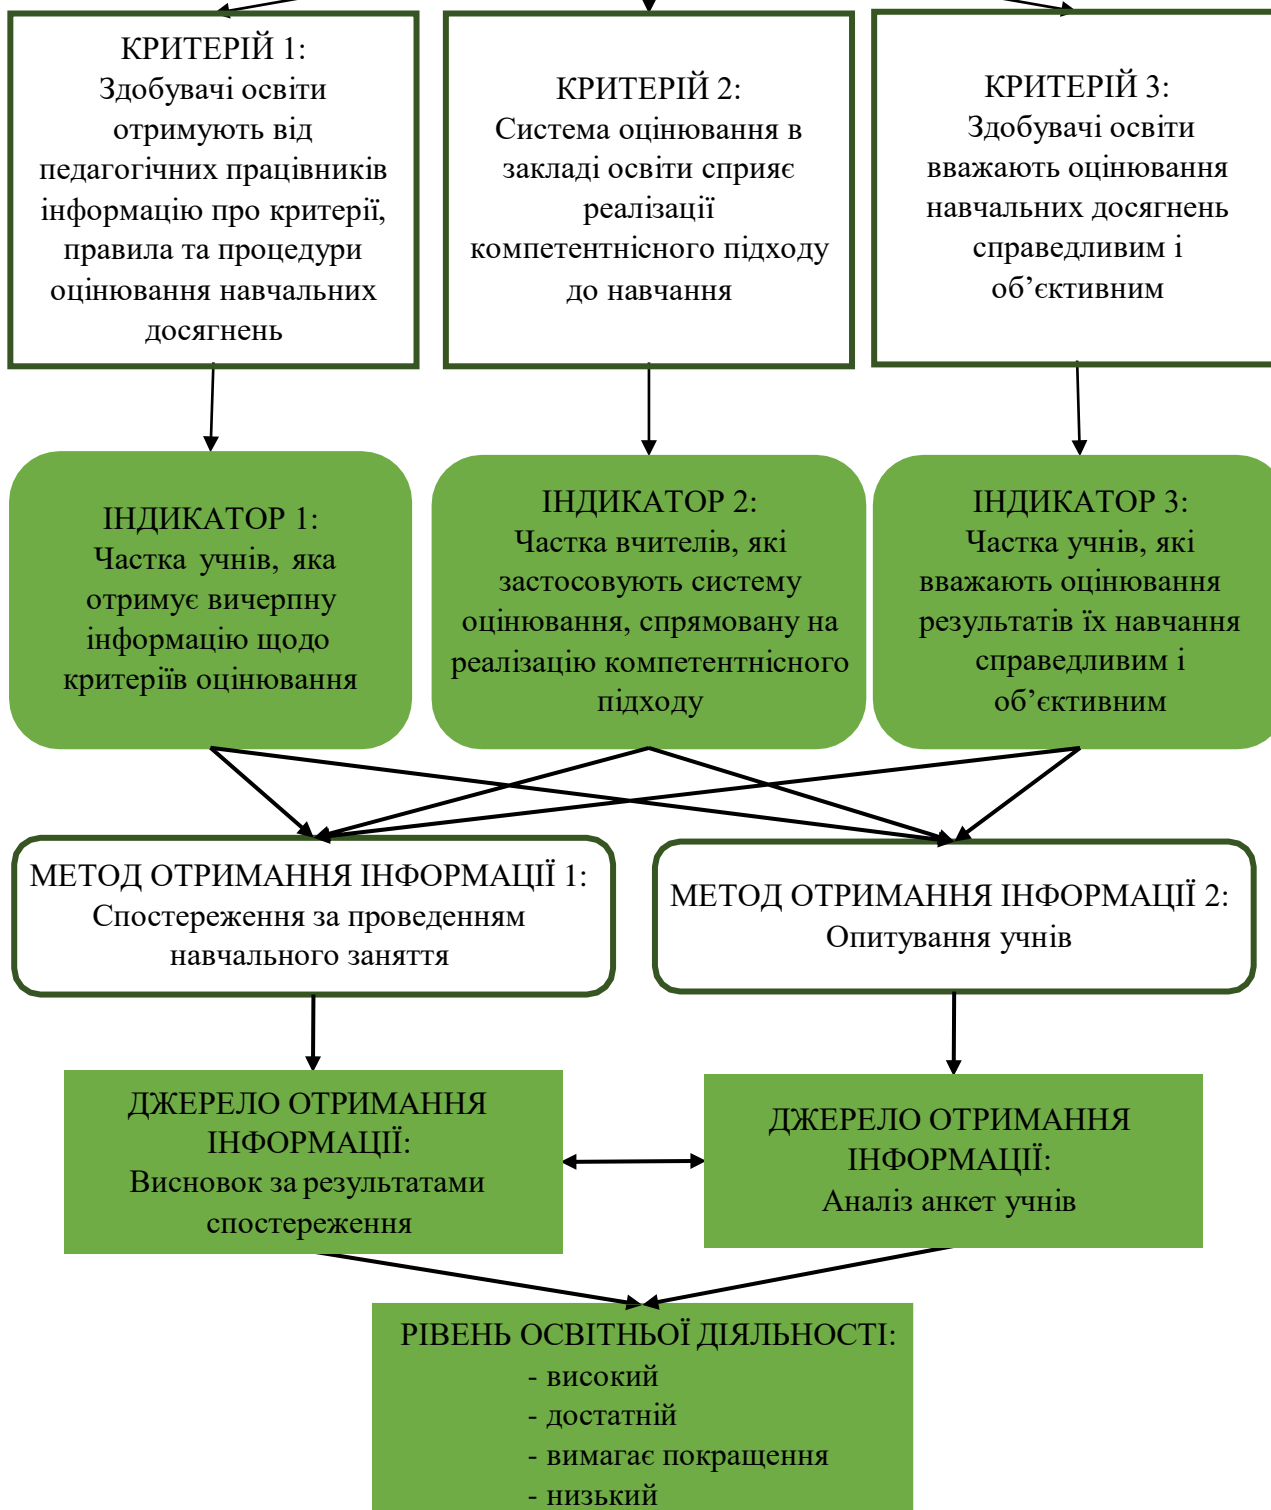 КРИТЕРІЙ 1:
Здобувачі освіти
отримують від
педагогічних працівників
інформацію про критерії,
правила та процедури
оцінювання навчальних
досягнень
КРИТЕРІЙ 2:
Система оцінювання в
закладі освіти сприяє
реалізації
компетентнісного підходу
до навчання
КРИТЕРІЙ 3:
Здобувачі освіти
вважають оцінювання
навчальних досягнень
справедливим і
об’єктивним
ІНДИКАТОР 1:
Частка учнів, яка
отримує вичерпну
інформацію щодо
критеріїв оцінювання
ІНДИКАТОР 2:
Частка вчителів, які
застосовують систему
оцінювання, спрямовану на
реалізацію компетентнісного
підходу
ІНДИКАТОР 3:
Частка учнів, які
вважають оцінювання
результатів їх навчання
справедливим і
об’єктивним
МЕТОД ОТРИМАННЯ ІНФОРМАЦІЇ 1:
Спостереження за проведенням
навчального заняття
МЕТОД ОТРИМАННЯ ІНФОРМАЦІЇ 2:
Опитування учнів
ДЖЕРЕЛО ОТРИМАННЯ
ІНФОРМАЦІЇ:
Висновок за результатами
спостереження
ДЖЕРЕЛО ОТРИМАННЯ
ІНФОРМАЦІЇ:
Аналіз анкет учнів
РІВЕНЬ ОСВІТНЬОЇ ДІЯЛЬНОСТІ:
- високий
- достатній
- вимагає покращення
- низький